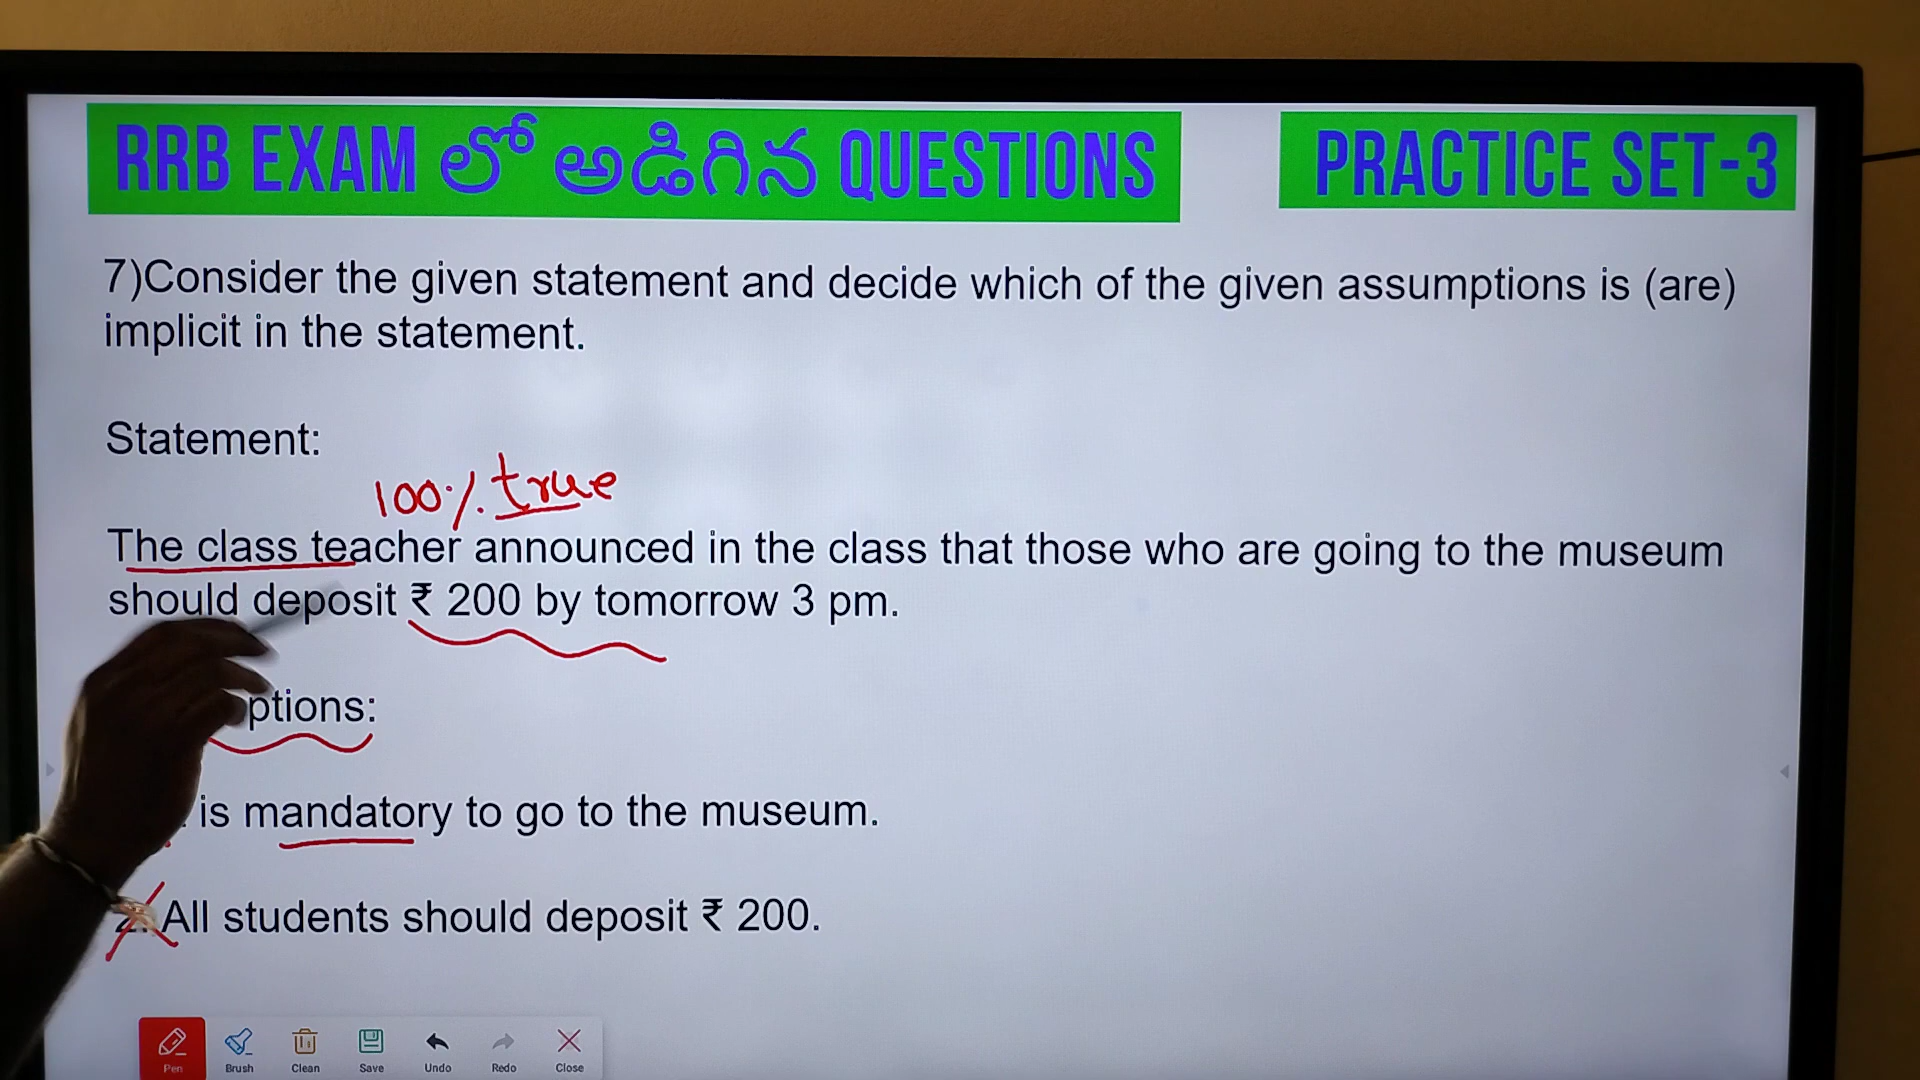 RRB EXAM లో అడిగిన QUESTIONS
PRACTICE SET-3
7)Consider the given statement and decide which of the given assumptions is (are)
implicit in the statement.
Statement:
100% true
The class teacher announced in the class that those who are going to the museum
should deposit ₹ 200 by tomorrow 3 pm.
ptions:
is mandatory to go to the museum.
2. All students should deposit ₹ 200.
Pen Brush Clean Save Undo Redo Close